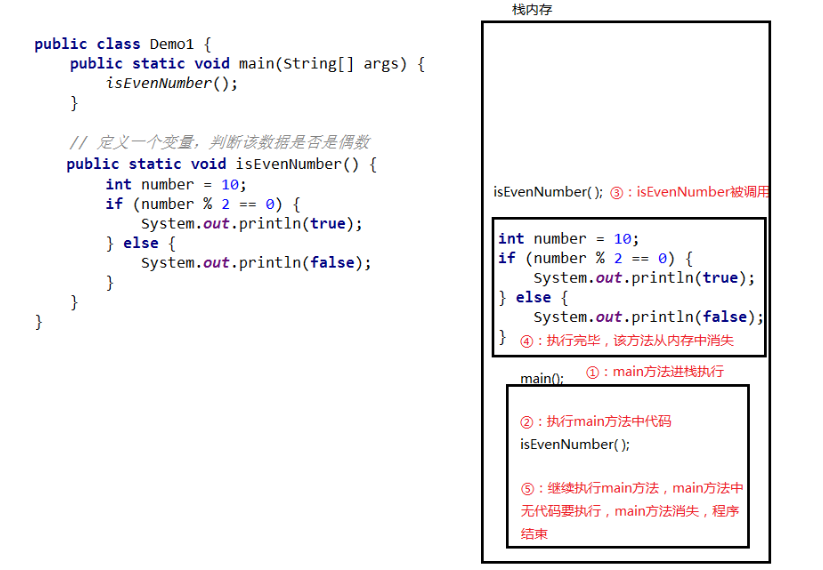 public class Demo1 {
public static void main(String[] args) {
isEvenNumber();
}
// 定义一个变量，判断该数据是否是偶数
public static void isEvenNumber() {
int number = 10;
if (number % 2 == 0) {
System.out.println(true);
} else {
System.out.println(false);
}
}
}
栈内存
isEvenNumber( ); ③：isEvenNumber被调用
int number = 10;
if (number % 2 == 0) {
System.out.println(true);
} else {
System.out.println(false);
} ④：执行完毕，该方法从内存中消失
main(); ①：main方法进栈执行
②：执行main方法中代码
isEvenNumber( );
⑤：继续执行main方法，main方法中
无代码要执行，main方法消失，程序
结束